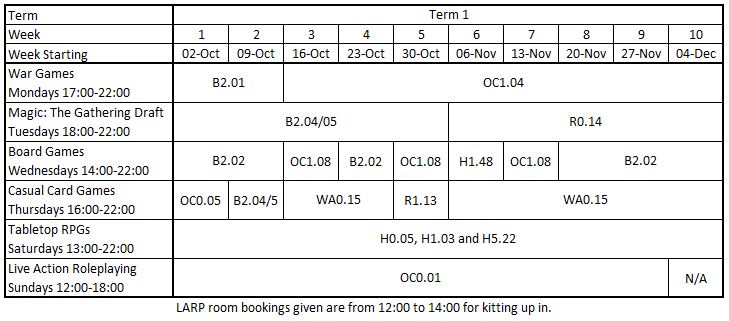 Term Term 1
Week 1 2 3 4 5 6 7 8 9 10
Week Starting 02-Oct 09-Oct 16-Oct 23-Oct 30-Oct 06-Nov 13-Nov 20-Nov 27-Nov 04-Dec
War Games
Mondays 17:00-22:00
B2.01 OC1.04
Magic: The Gathering Draft
Tuesdays 18:00-22:00
B2.04/05 R0.14
Board Games
Wednesdays 14:00-22:00
B2.02 OC1.08 B2.02 OC1.08 H1.48 OC1.08 B2.02
Casual Card Games
Thursdays 16:00-22:00
OC0.05 B2.04/5 WA0.15 R1.13 WA0.15
Tabletop RPGs
Saturdays 13:00-22:00
H0.05, H1.03 and H5.22
Live Action Roleplaying
Sundays 12:00-18:00
OC0.01 N/A
LARP room bookings given are from 12:00 to 14:00 for kitting up in.